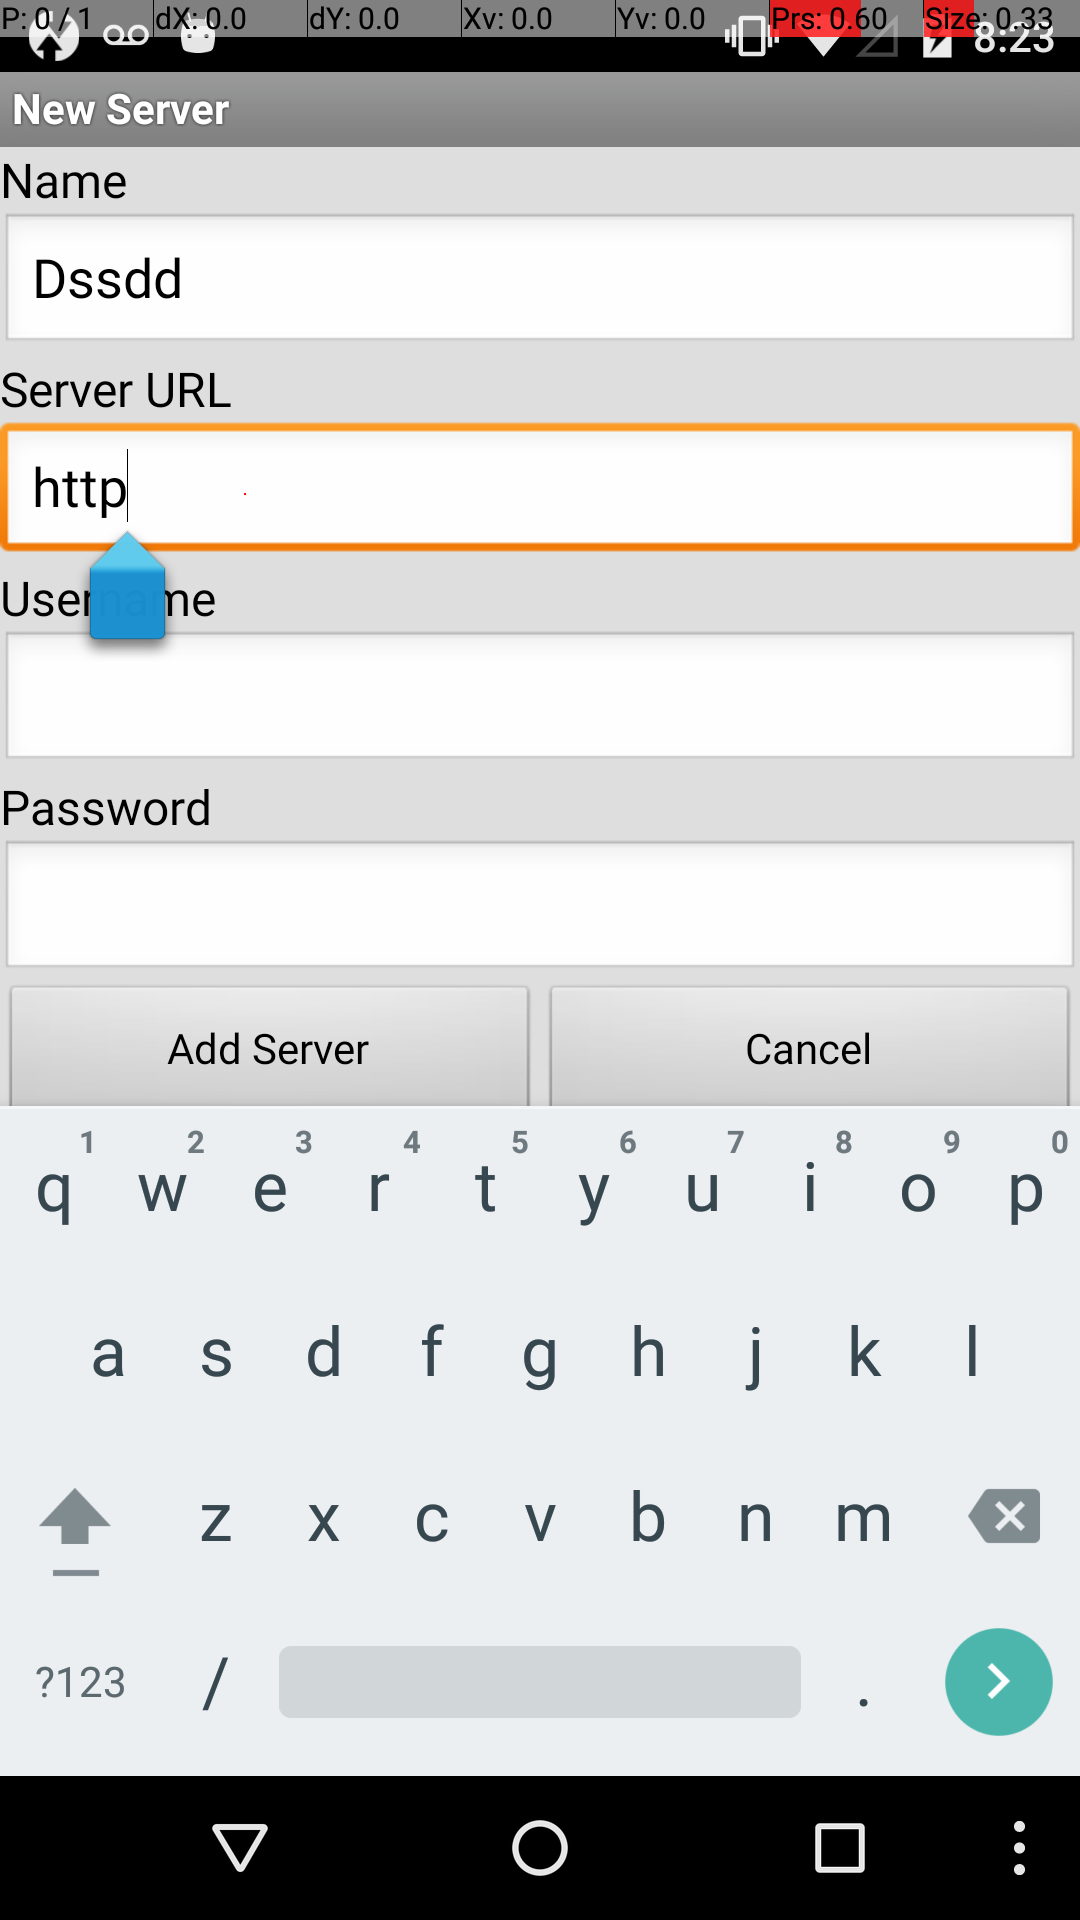 P: 0 / 1 dX: 0.0 dY: 0.0 Xv: 0.0 Yv: 0.0 Prs: 0.60 Size: 0.33
8:23
New Server
Name
Dssdd
Server URL
http
Username
Password
Add Server Cancel
1 2 3 4 5 6 7 8 9 0
q w e r t y u i o p
a s d f g h j k l
z x c v b n m
?123 / .